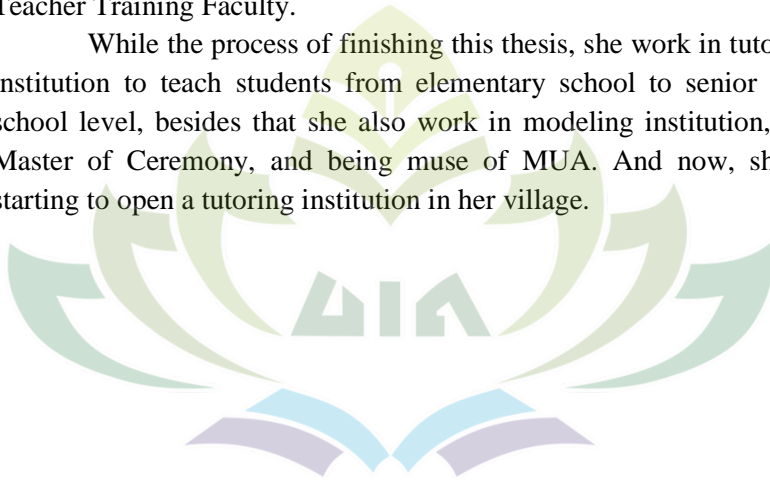 Teacher Training Faculty.
While the process of finishing this thesis, she work in tuto
institution to teach students from elementary school to senior
school level, besides that she also work in modeling institution,
Master of Ceremony, and being muse of MUA. And now, sh
starting to open a tutoring institution in her village.
UIN